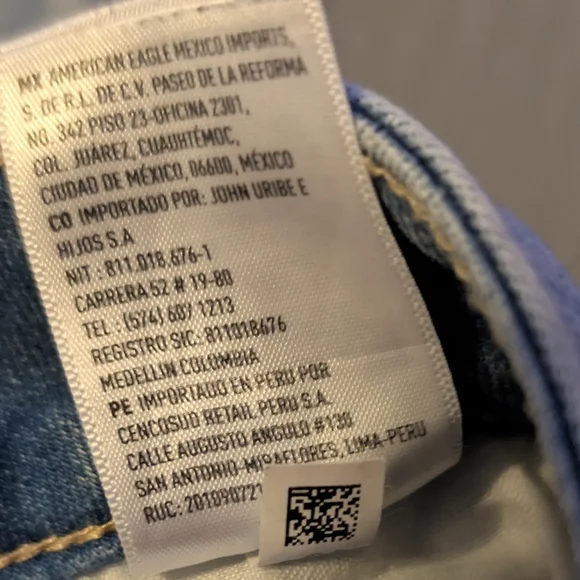 MX AMERICAN EAGLE MEXICO IMPORTS,
S. DE R.L. DE C.V. PASEO DE LA REFORMA
NO. 342 PISO 23-OFICINA 2301,
COL. JUÁREZ, CUAUHTÉMOC,
CIUDAD DE MÉXICO, 06600, MÉXICO
CO IMPORTADO POR: JOHN URIBE E
HIJOS S.A
NIT : 811.018.676-1
CARRERA 52 # 19-80
TEL : (574) 607 1213
REGISTRO SIC: 811018676
MEDELLIN COLOMBIA
PE IMPORTADO EN PERU POR
CENCOSUD RETAIL PERU S.A.
CALLE AUGUSTO ANGULO #130
SAN ANTONIO-MIRAFLORES, LIMA-PERU
RUC: